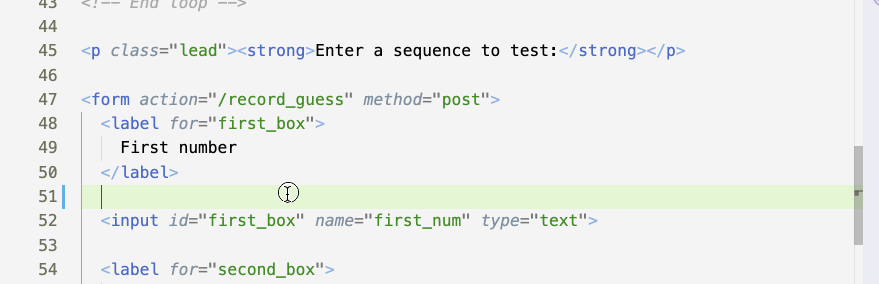 43 <!-- End loop -->
44
45 <p class="lead"><strong>Enter a sequence to test:</strong></p>
46
47 <form action="/record_guess" method="post">
48 <label for="first_box">
49 First number
50 </label>
51
52 <input id="first_box" name="first_num" type="text">
53
54 <label for="second_box">